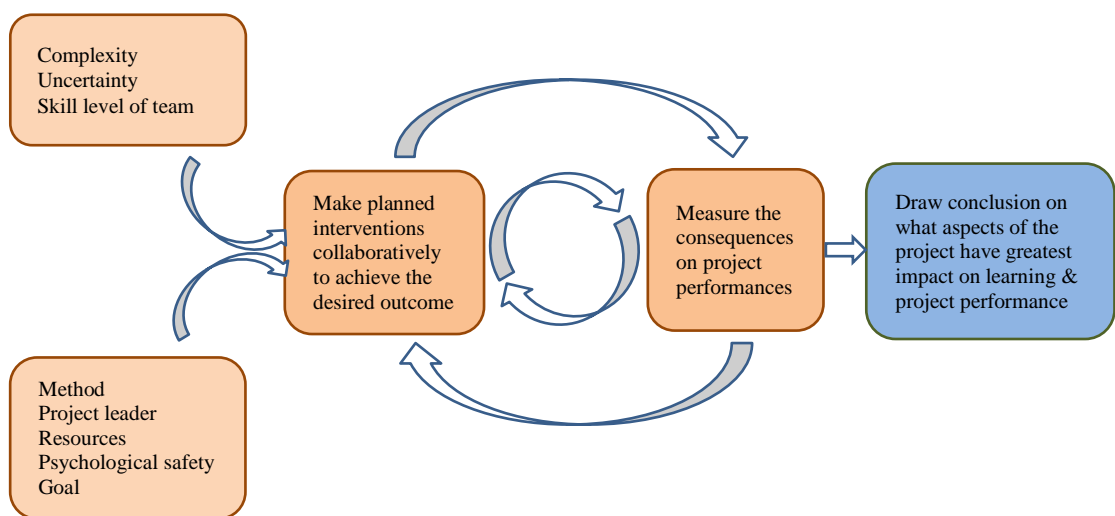 Complexity
Uncertainty
Skill level of team
Make planned
interventions
collaboratively
to achieve the
desired outcome
Measure the
consequences
on project
performances
Draw conclusion on
what aspects of the
project have greatest
impact on learning &
project performance
Method
Project leader
Resources
Psychological safety
Goal